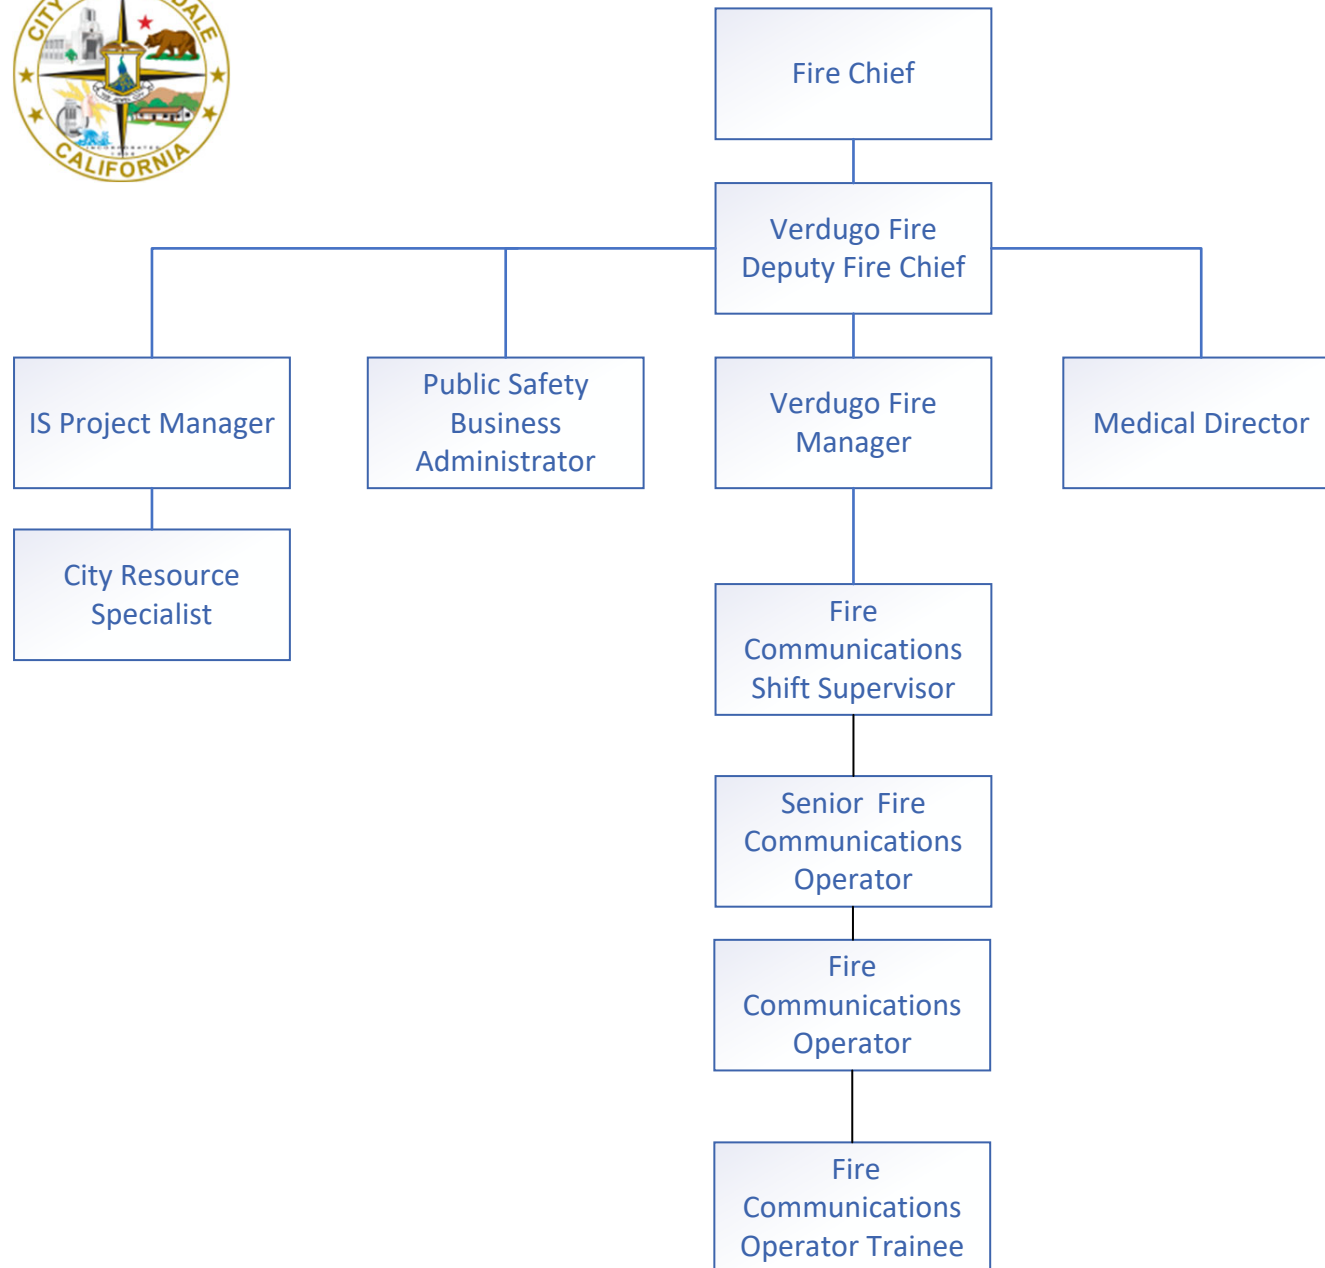 CITY
DALE
CALIFORNIA
INCORPORATED
Fire Chief
Verdugo Fire
Deputy Fire Chief
IS Project Manager
Public Safety
Business
Administrator
Verdugo Fire
Manager
Medical Director
City Resource
Specialist
Fire
Communications
Shift Supervisor
Senior Fire
Communications
Operator
Fire
Communications
Operator
Fire
Communications
Operator Trainee